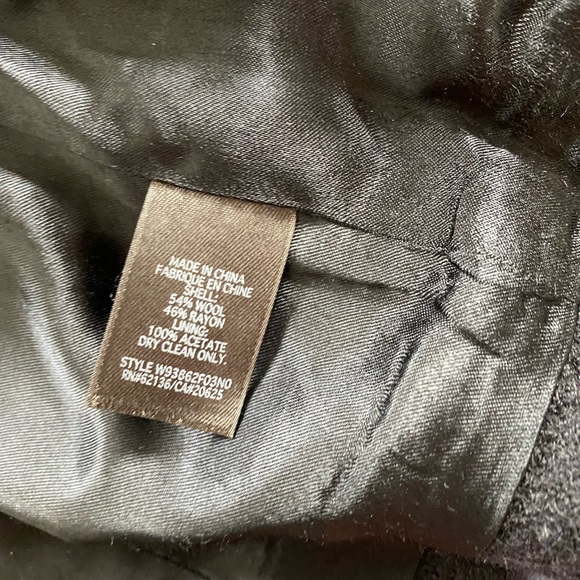 MADE IN CHINA
FABRIQUE EN CHINE
SHELL:
54% WOOL
46% RAYON
LINING:
100% ACETATE
DRY CLEAN ONLY.
STYLE W93862F03N0
RN#62136/CA#20625